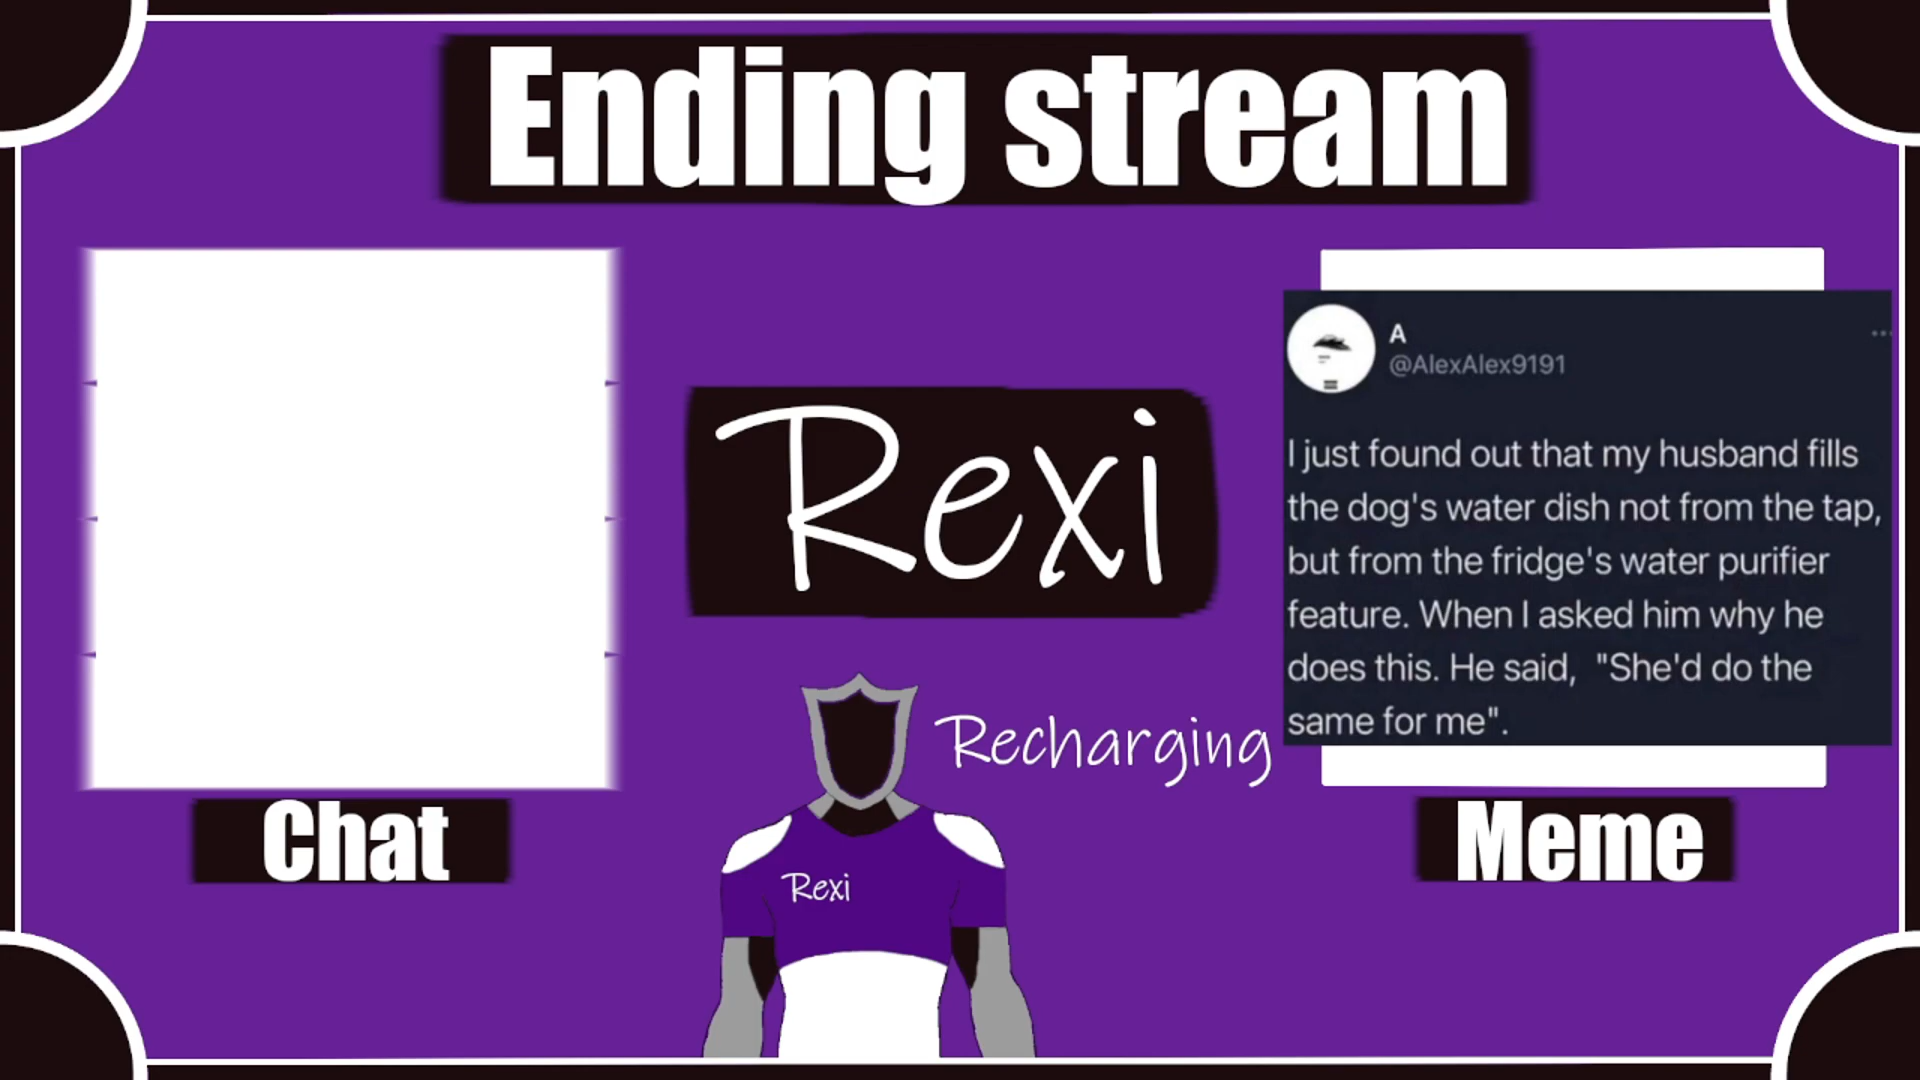 Ending stream
Rexi
Recharging
Rexi
Chat
A
@AlexAlex9191
I just found out that my husband fills
the dog's water dish not from the tap,
but from the fridge's water purifier
feature. When I asked him why he
does this. He said,  "She'd do the
same for me".
Meme